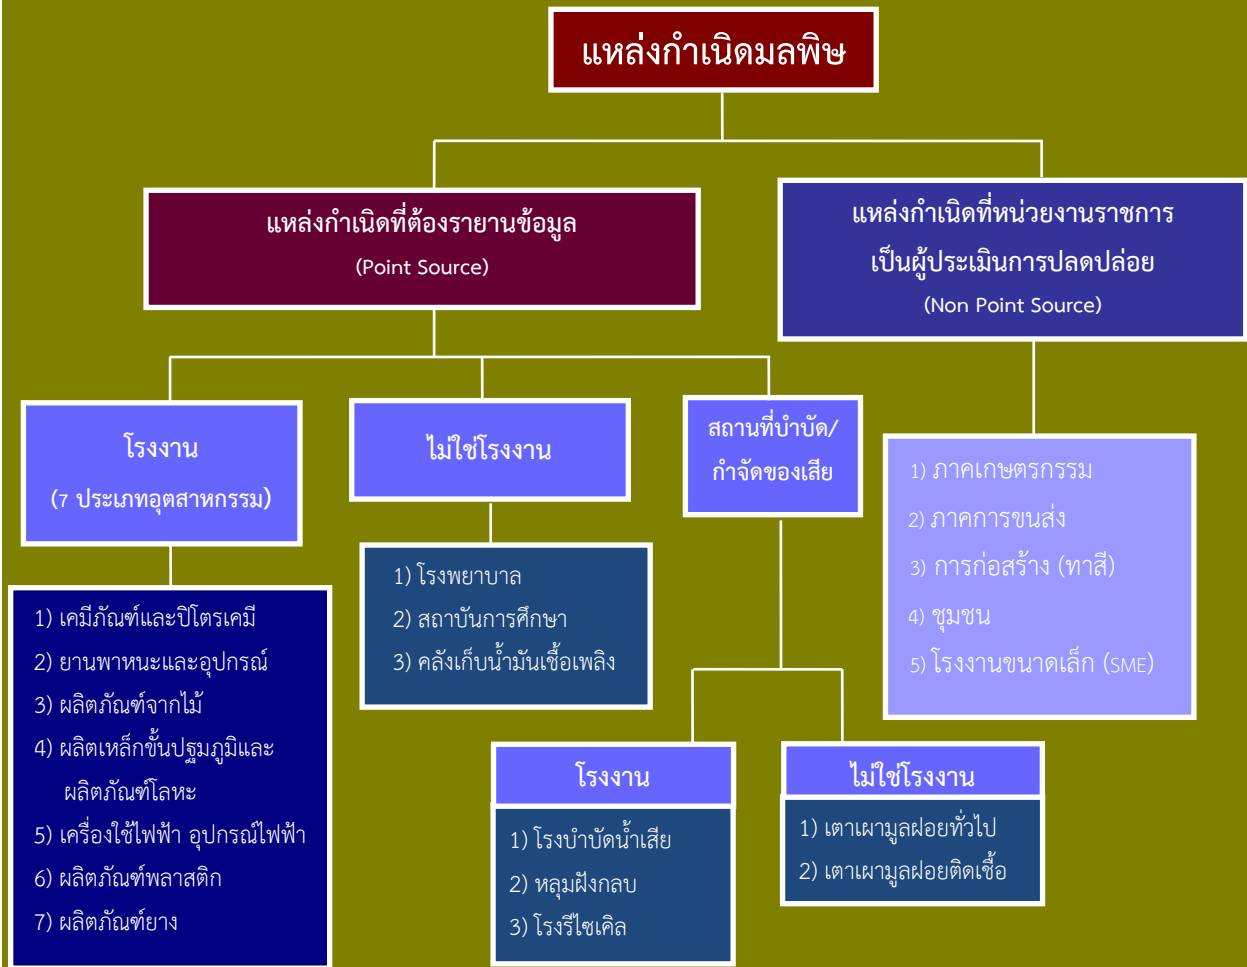 แหล่งกำเนิดมลพิษ
แหล่งกำเนิดที่ต้องรายานข้อมูล
(Point Source)
แหล่งกำเนิดที่หน่วยงานราชการ
เป็นผู้ประเมินการปลดปล่อย
(Non Point Source)
โรงงาน
(7 ประเภทอุตสาหกรรม)
ไม่ใช่โรงงาน
สถานที่บำบัด/
กำจัดของเสีย
1) เคมีภัณฑ์และปิโตรเคมี
2) ยานพาหนะและอุปกรณ์
3) ผลิตภัณฑ์จากไม้
4) ผลิตเหล็กขั้นปฐมภูมิและ
ผลิตภัณฑ์โลหะ
5) เครื่องใช้ไฟฟ้า อุปกรณ์ไฟฟ้า
6) ผลิตภัณฑ์พลาสติก
7) ผลิตภัณฑ์ยาง
1) โรงพยาบาล
2) สถาบันการศึกษา
3) คลังเก็บน้ำมันเชื้อเพลิง
โรงงาน
1) โรงบำบัดน้ำเสีย
2) หลุมฝังกลบ
3) โรงรีไซเคิล
ไม่ใช่โรงงาน
1) เตาเผามูลฝอยทั่วไป
2) เตาเผามูลฝอยติดเชื้อ
1) ภาคเกษตรกรรม
2) ภาคการขนส่ง
3) การก่อสร้าง (ทาสี)
4) ชุมชน
5) โรงงานขนาดเล็ก (SME)